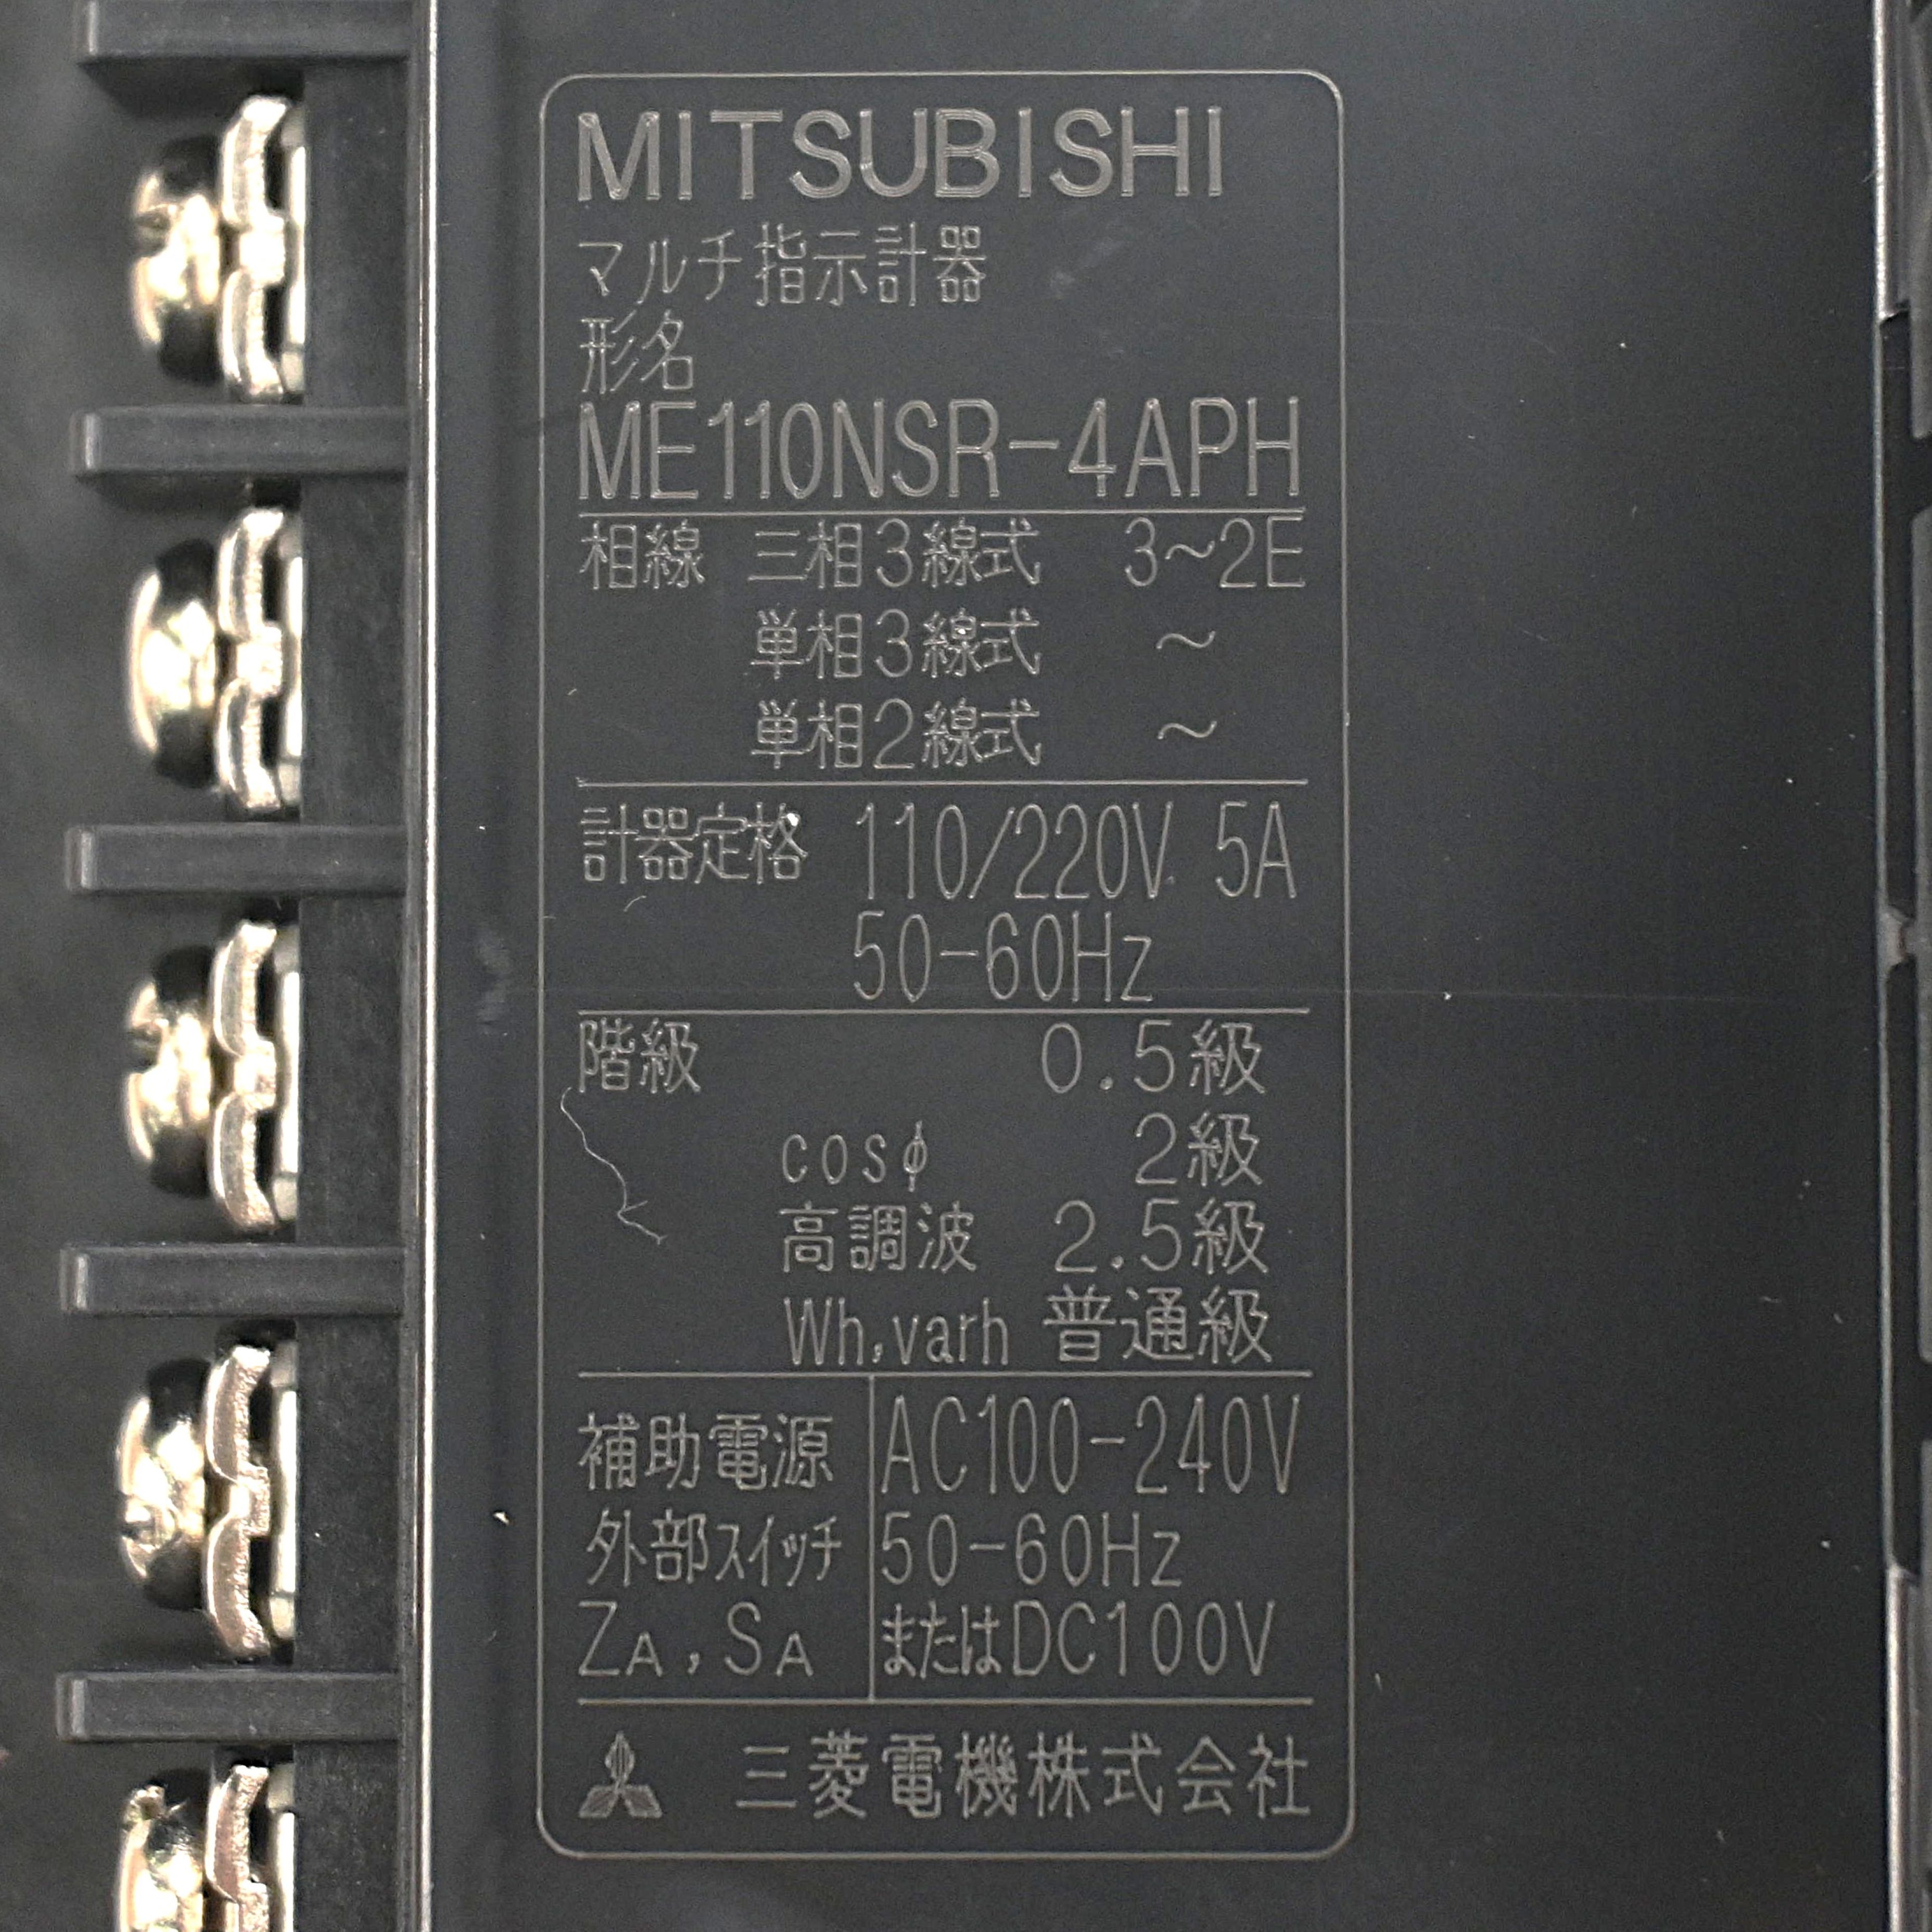 MITSUBISHI
マルチ指示計器
形名
ME110NSR-4APH
相線 三相3線式 3~2E
単相3線式 ~
単相2線式 ~
計器定格 110/220V 5A
50-60Hz
階級 0.5級
cosφ 2級
高調波 2.5級
Wh,varh 普通級
補助電源 AC100-240V
外部スイッチ 50-60Hz
ZA,SA またはDC100V
三菱電機株式会社